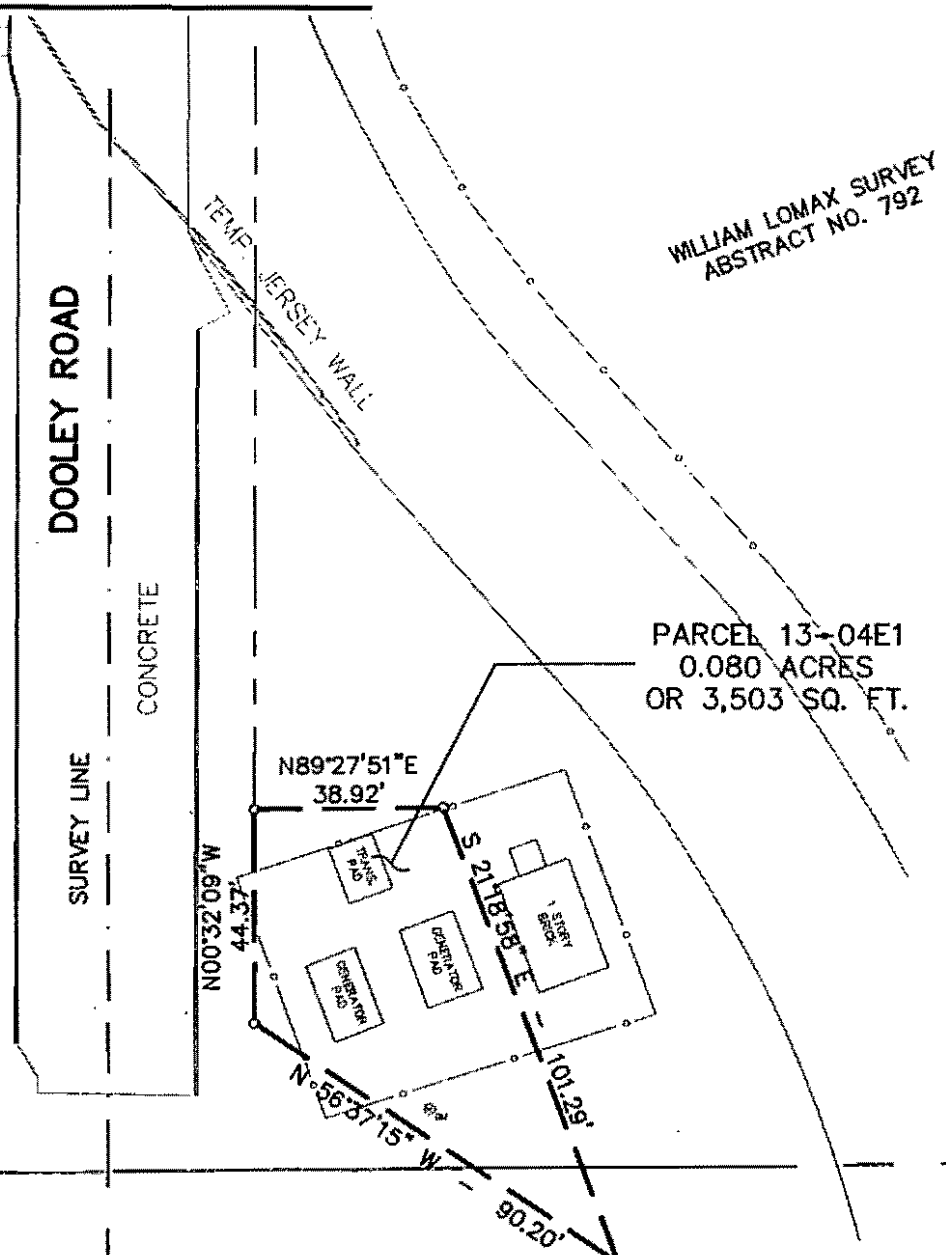 WILLIAM LOMAX SURVEY
ABSTRACT NO. 792
TEMP. JERSEY WALL
DOOLEY ROAD
CONCRETE
SURVEY LINE
PARCEL 13-04E1
0.080 ACRES
OR 3,503 SQ. FT.
N89°27'51"E
38.92'
N00°32'09"W
44.37'
TRANS.
PAD
S 21°18'58" E - 101.29'
1 STORY
BRICK
GENERATOR
PAD
GENERATOR
PAD
N 56°37'15" W - 90.20'